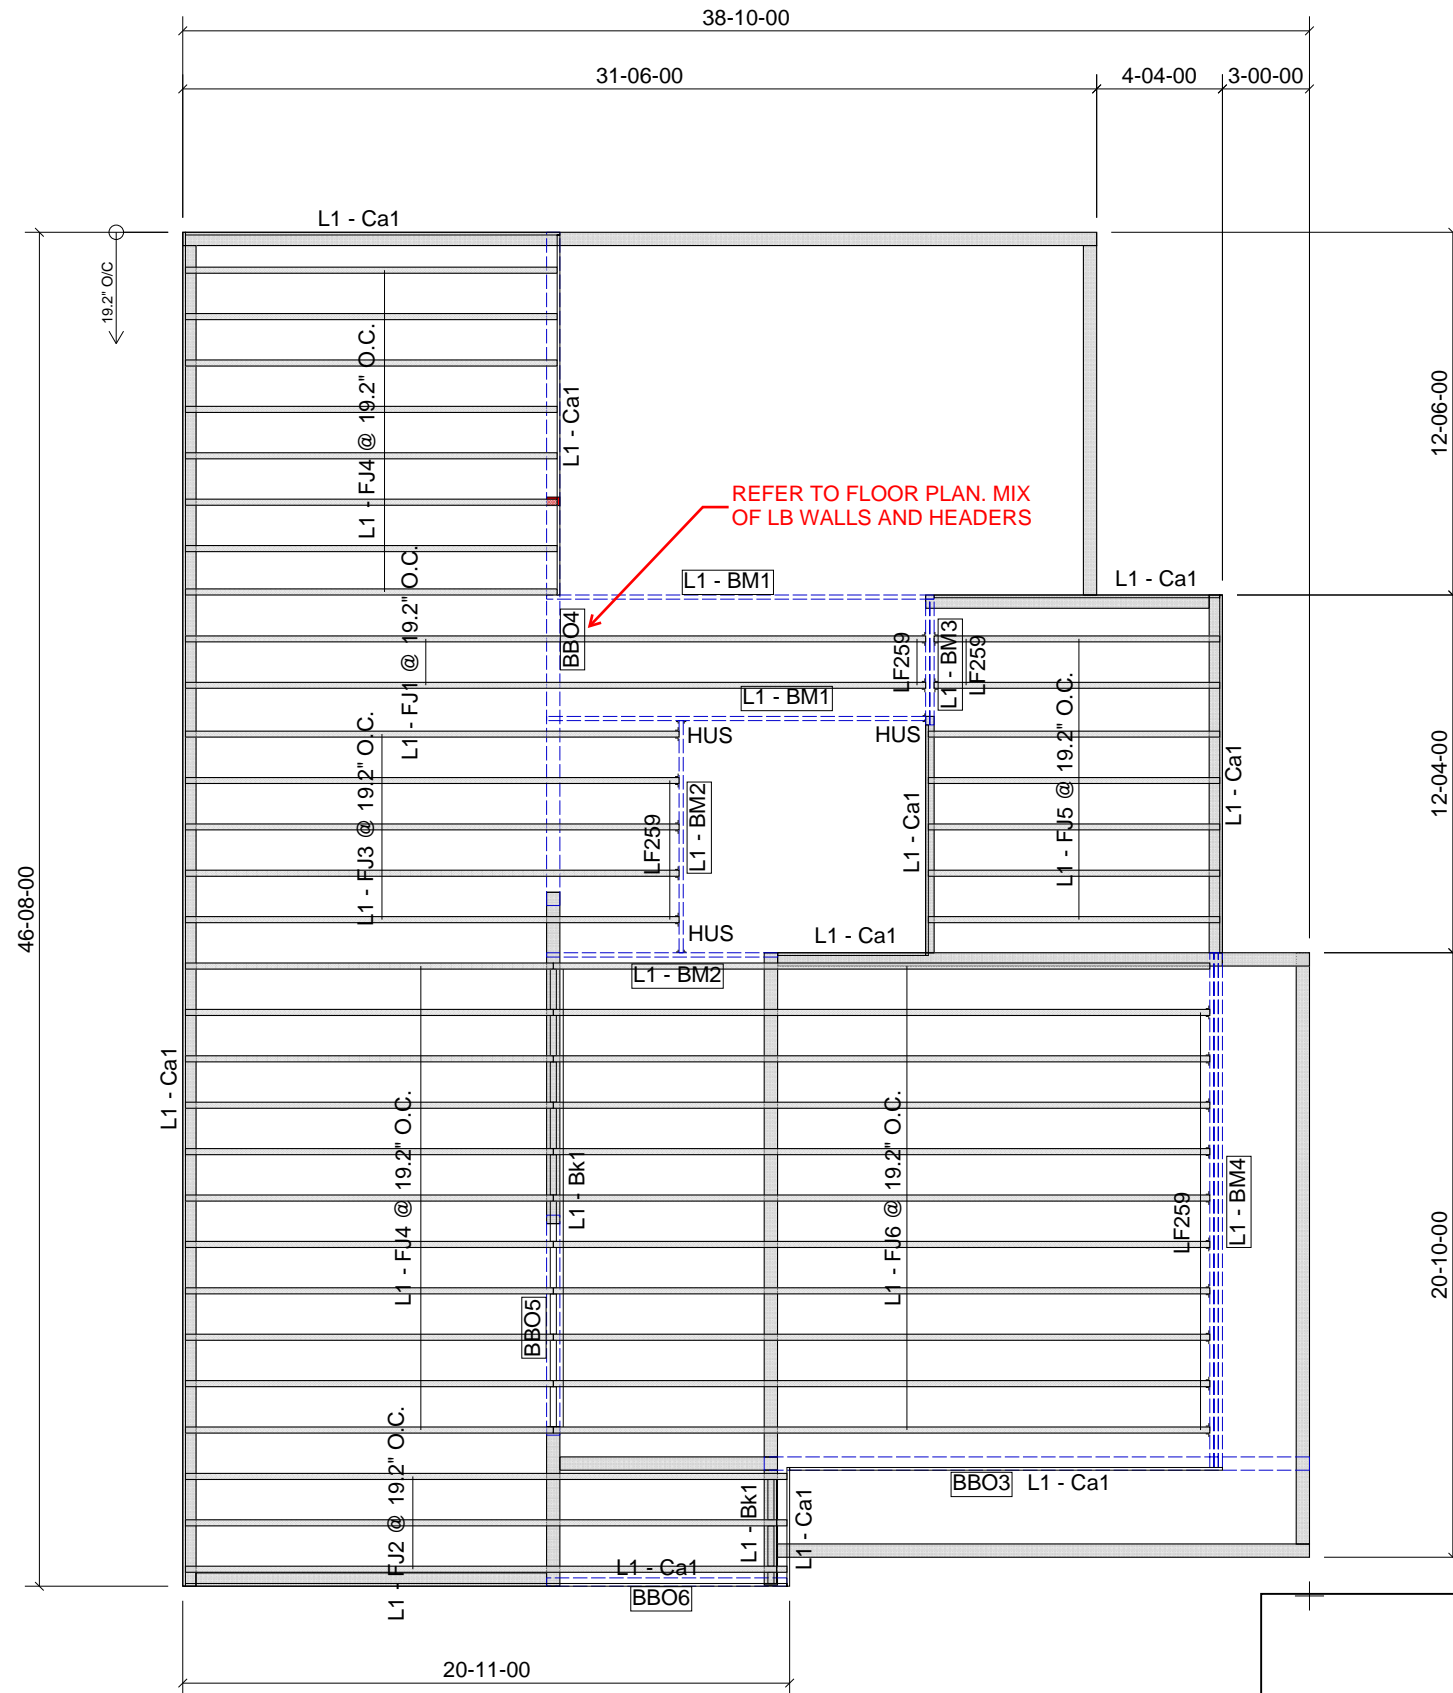 38-10-00
31-06-00
4-04-00
3-00-00
L1 - Ca1
19.2" O/C
L1 - FJ4 @ 19.2" O.C.
L1 - Ca1
12-06-00
REFER TO FLOOR PLAN. MIX
OF LB WALLS AND HEADERS
L1 - BM1
L1 - Ca1
L1 - FJ1 @ 19.2" O.C.
BBO4
LF259
L1 - BM3
LF259
L1 - BM1
HUS
HUS
L1 - FJ3 @ 19.2" O.C.
LF259
L1 - BM2
L1 - Ca1
L1 - FJ5 @ 19.2" O.C.
L1 - Ca1
12-04-00
46-08-00
HUS
L1 - Ca1
L1 - BM2
L1 - Ca1
L1 - FJ4 @ 19.2" O.C.
L1 - Bk1
L1 - FJ6 @ 19.2" O.C.
LF259
L1 - BM4
20-10-00
BBO5
L1 - FJ2 @ 19.2" O.C.
L1 - Bk1
L1 - Ca1
BBO3
L1 - Ca1
L1 - Ca1
BBO6
20-11-00